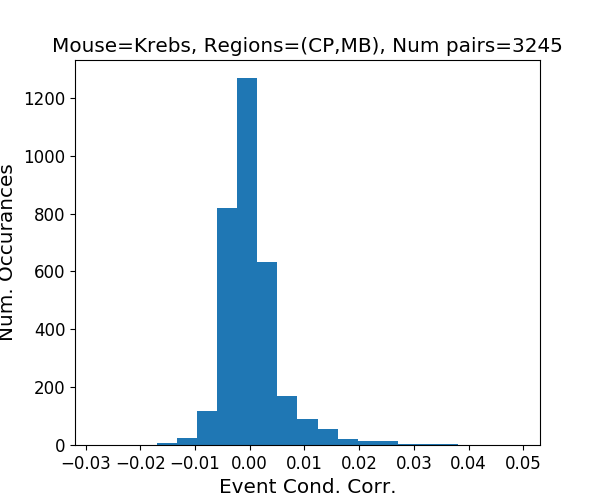 Mouse=Krebs, Regions=(CP,MB), Num pairs=3245
Num. Occurances
1200
1000
800
600
400
200
0
−0.03 −0.02 −0.01 0.00 0.01 0.02 0.03 0.04 0.05
Event Cond. Corr.